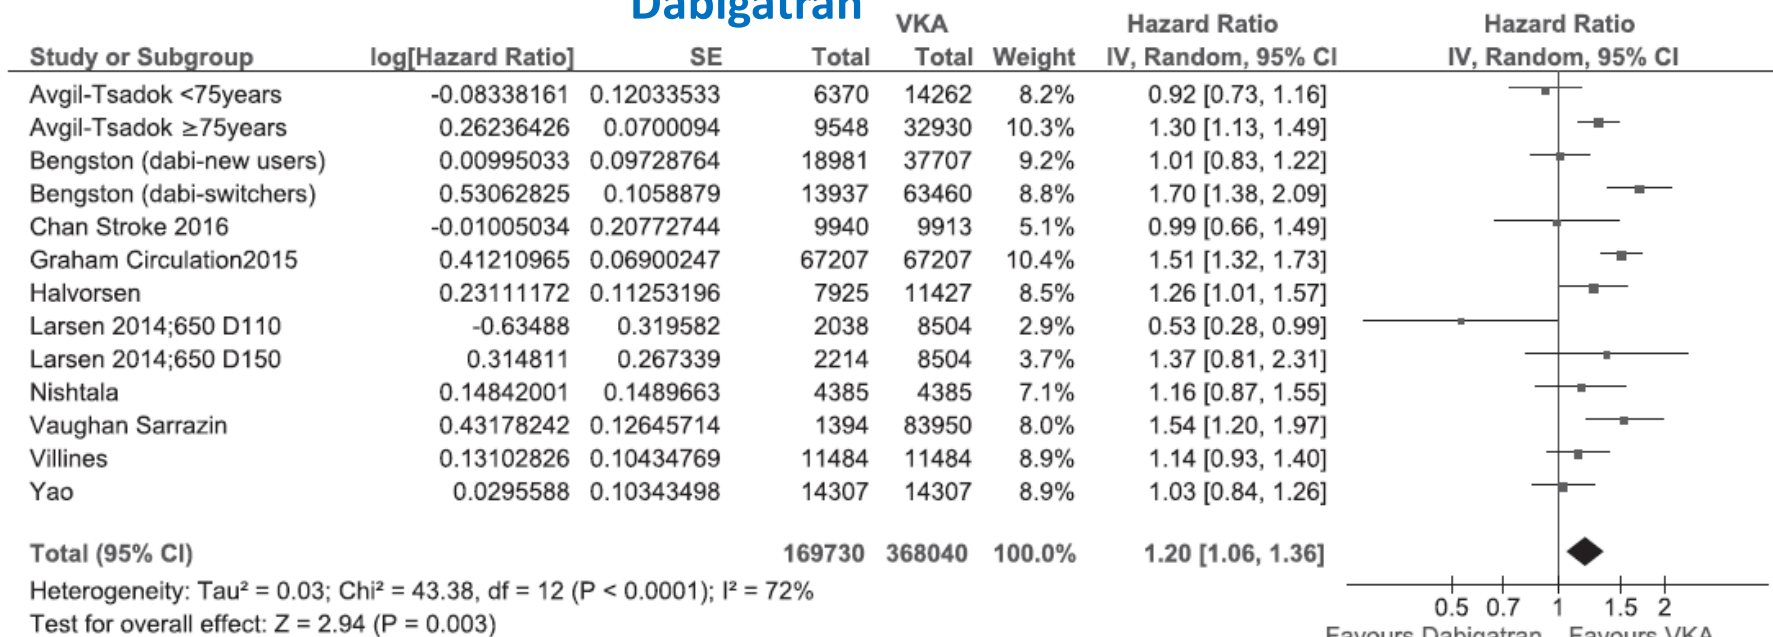 Dabigatran
VKA Hazard Ratio Hazard Ratio
Study or Subgroup log[Hazard Ratio] SE Total Total Weight IV, Random, 95% CI IV, Random, 95% CI
Avgil-Tsadok <75years -0.08338161 0.12033533 6370 14262 8.2% 0.92 [0.73, 1.16]
Avgil-Tsadok ≥75years 0.26236426 0.0700094 9548 32930 10.3% 1.30 [1.13, 1.49]
Bengston (dabi-new users) 0.00995033 0.09728764 18981 37707 9.2% 1.01 [0.83, 1.22]
Bengston (dabi-switchers) 0.53062825 0.1058879 13937 63460 8.8% 1.70 [1.38, 2.09]
Chan Stroke 2016 -0.01005034 0.20772744 9940 9913 5.1% 0.99 [0.66, 1.49]
Graham Circulation2015 0.41210965 0.06900247 67207 67207 10.4% 1.51 [1.32, 1.73]
Halvorsen 0.23111172 0.11253196 7925 11427 8.5% 1.26 [1.01, 1.57]
Larsen 2014;650 D110 -0.63488 0.319582 2038 8504 2.9% 0.53 [0.28, 0.99]
Larsen 2014;650 D150 0.314811 0.267339 2214 8504 3.7% 1.37 [0.81, 2.31]
Nishtala 0.14842001 0.1489663 4385 4385 7.1% 1.16 [0.87, 1.55]
Vaughan Sarrazin 0.43178242 0.12645714 1394 83950 8.0% 1.54 [1.20, 1.97]
Villines 0.13102826 0.10434769 11484 11484 8.9% 1.14 [0.93, 1.40]
Yao 0.0295588 0.10343498 14307 14307 8.9% 1.03 [0.84, 1.26]
Total (95% CI) 169730 368040 100.0% 1.20 [1.06, 1.36]
Heterogeneity: Tau² = 0.03; Chi² = 43.38, df = 12 (P < 0.0001); I² = 72%
0.5 0.7 1 1.5 2
Test for overall effect: Z = 2.94 (P = 0.003)
Favours Dabigatran Favours VKA